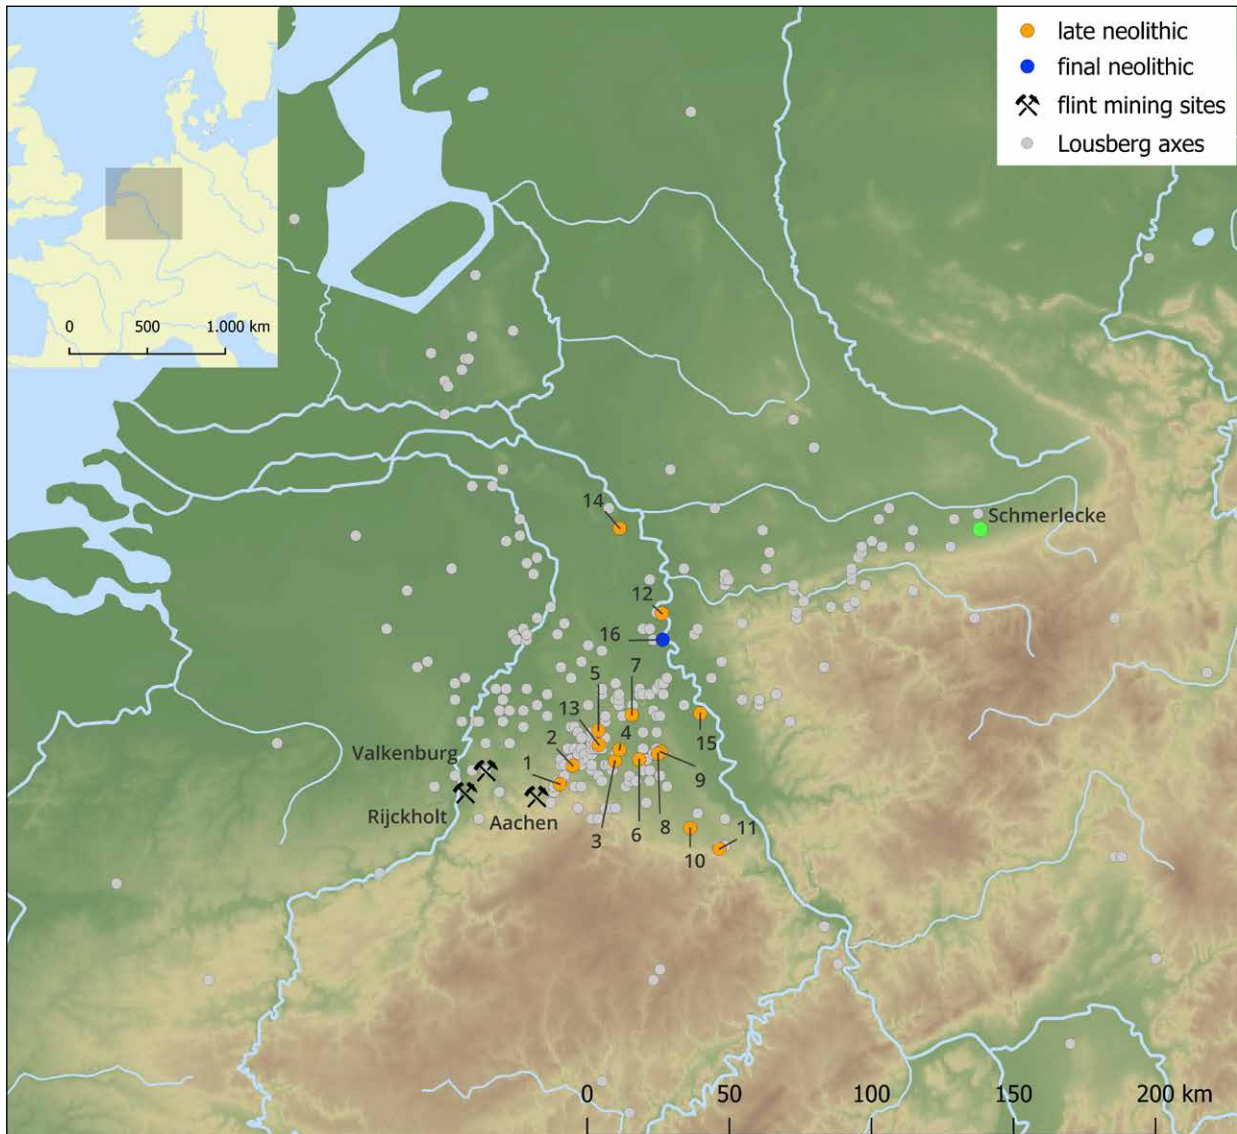 late neolithic
final neolithic
flint mining sites
Lousberg axes
0 500 1.000 km
14
Schmerlecke
12
16
5 7
13
2 4
Valkenburg
1
15
9
Rijckholt
Aachen
3 6 8
10
11
0 50 100 150 200 km